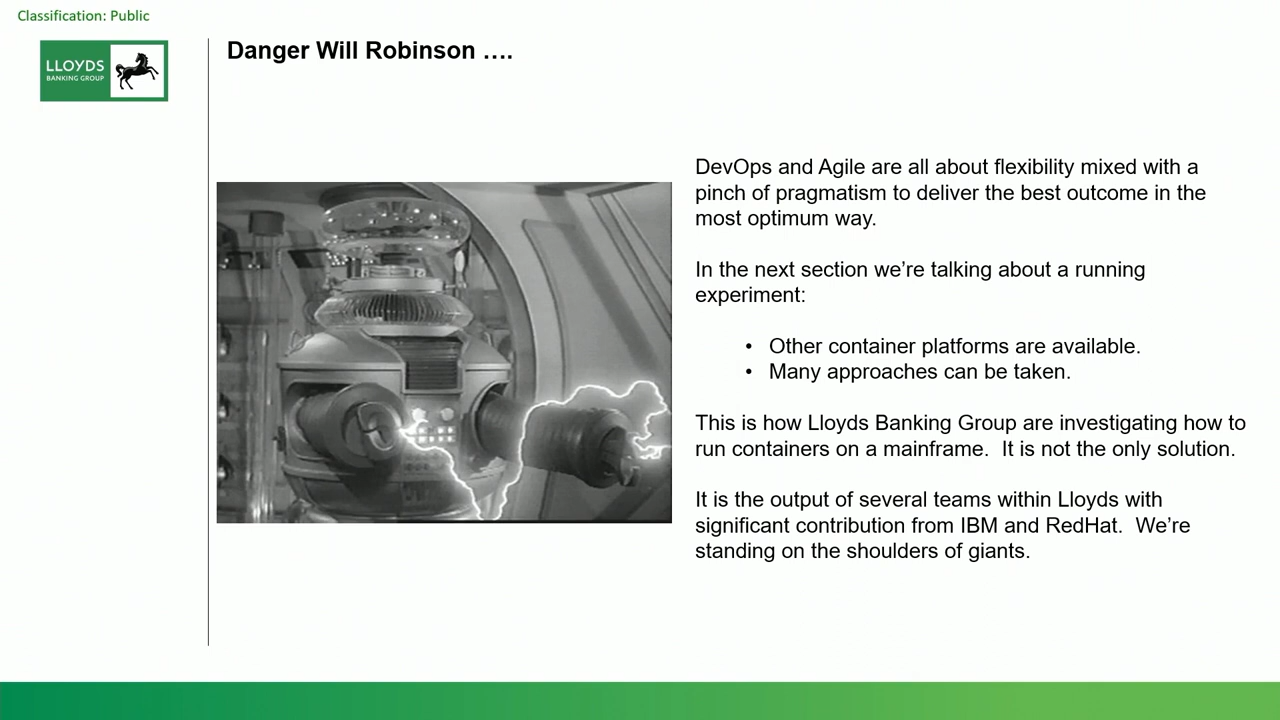 Classification: Public
LLOYDS
BANKING GROUP
Danger Will Robinson ….
DevOps and Agile are all about flexibility mixed with a
pinch of pragmatism to deliver the best outcome in the
most optimum way.
In the next section we’re talking about a running
experiment:
• Other container platforms are available.
• Many approaches can be taken.
This is how Lloyds Banking Group are investigating how to
run containers on a mainframe.  It is not the only solution.
It is the output of several teams within Lloyds with
significant contribution from IBM and RedHat.  We’re
standing on the shoulders of giants.